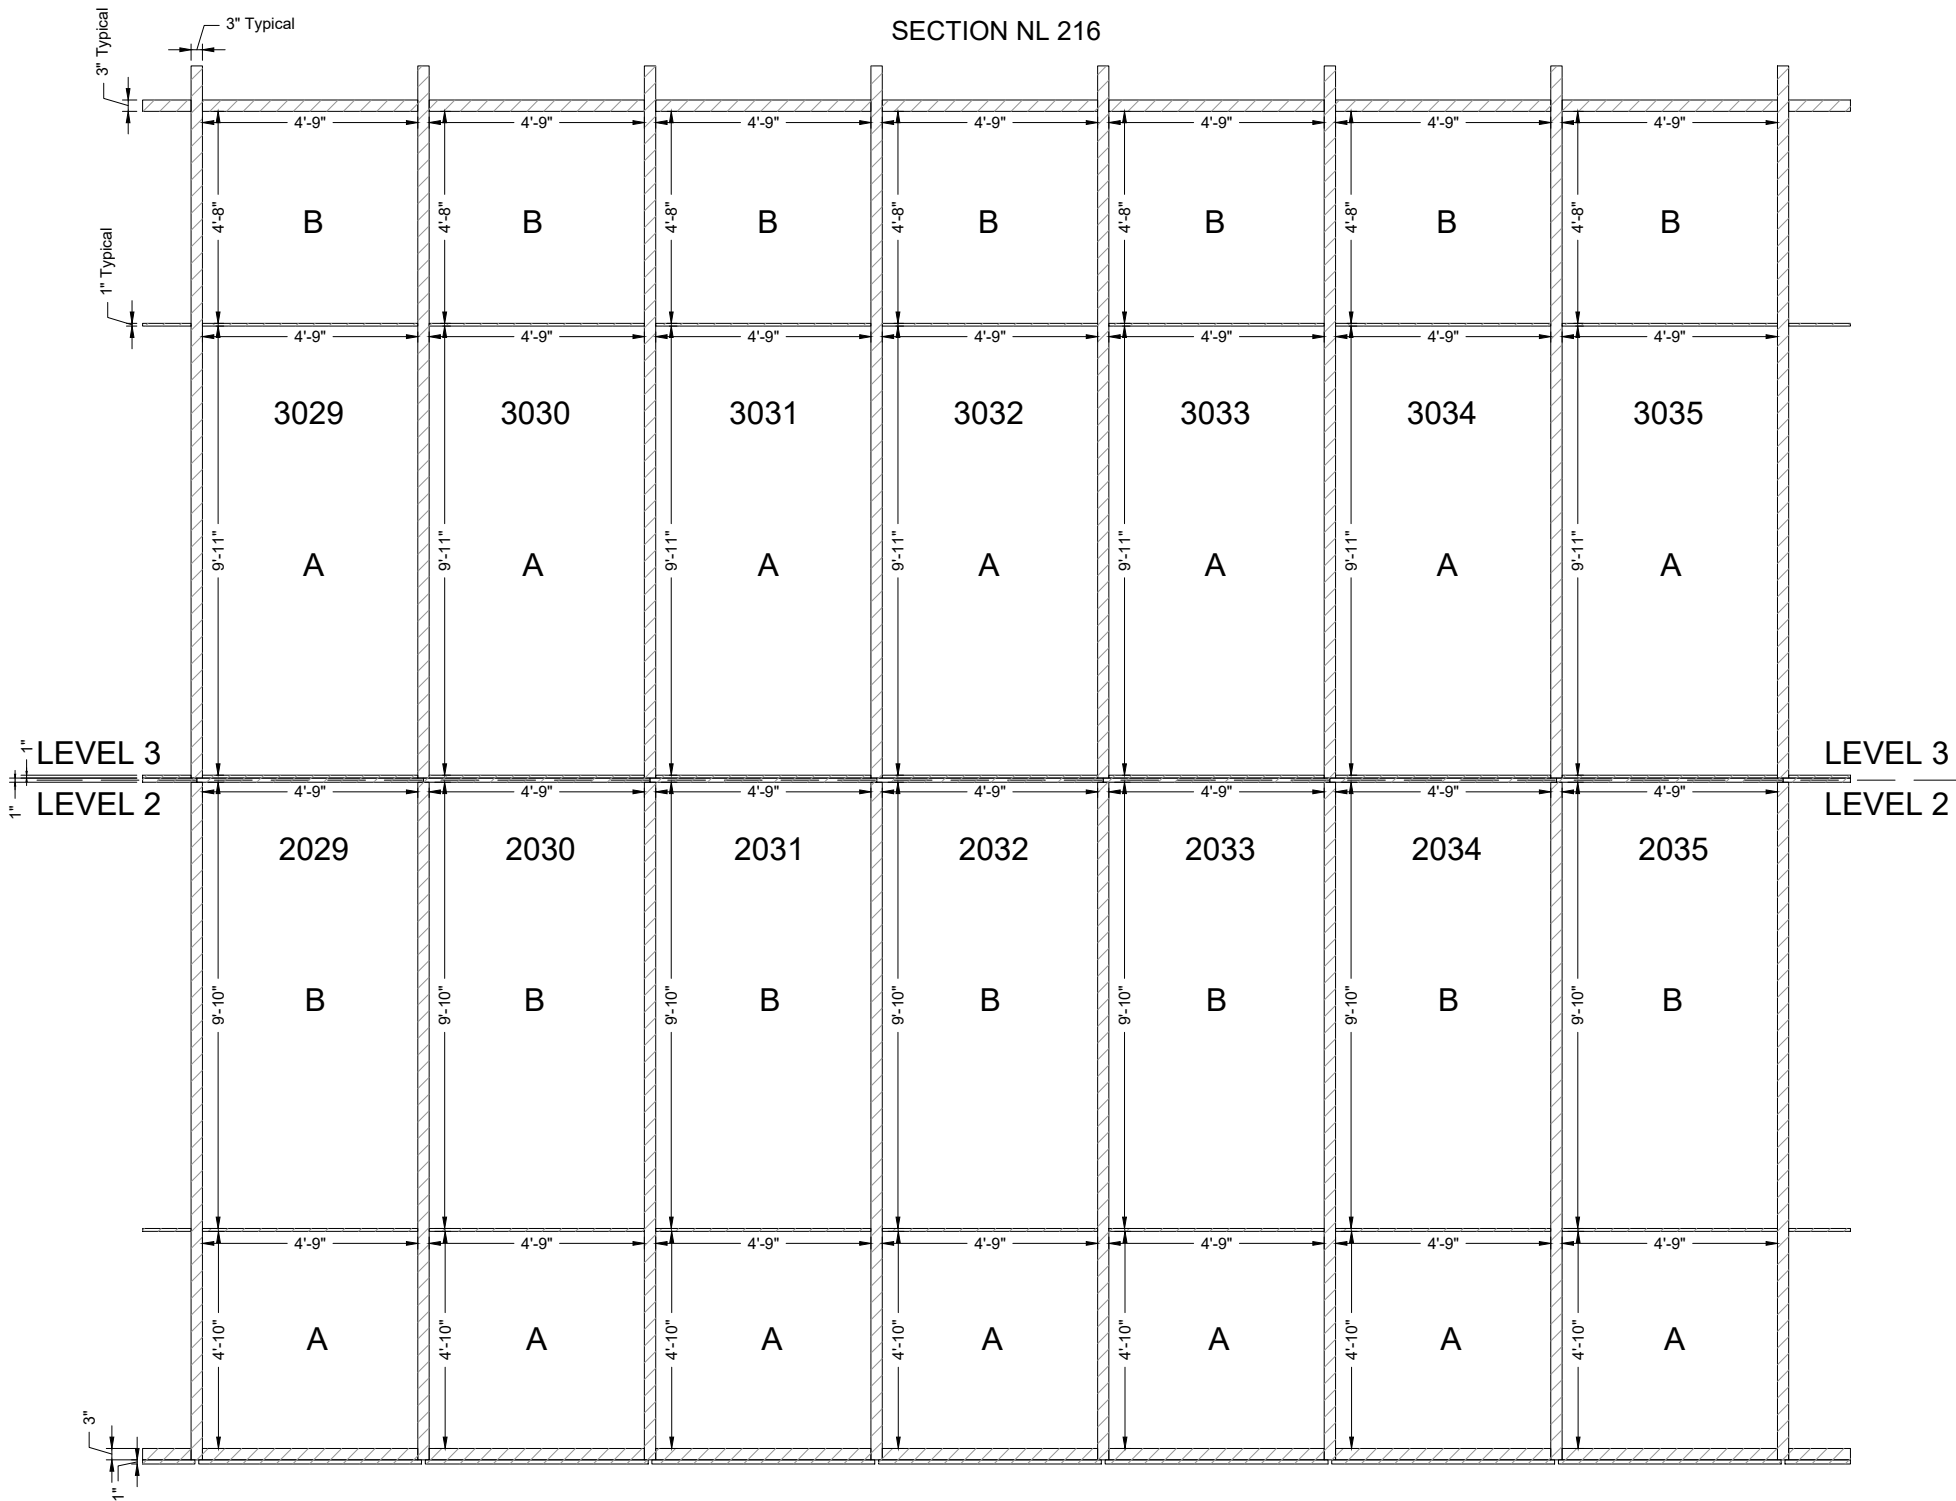 SECTION NL 216
3" Typical
3" Typical
4'-9" 4'-9" 4'-9" 4'-9" 4'-9" 4'-9" 4'-9"
4'-8" B 4'-8" B 4'-8" B 4'-8" B 4'-8" B 4'-8" B 4'-8" B
1" Typical
4'-9" 4'-9" 4'-9" 4'-9" 4'-9" 4'-9" 4'-9"
3029 3030 3031 3032 3033 3034 3035
9'-11" A 9'-11" A 9'-11" A 9'-11" A 9'-11" A 9'-11" A 9'-11" A
1" LEVEL 3 LEVEL 3
1" LEVEL 2 LEVEL 2
4'-9" 4'-9" 4'-9" 4'-9" 4'-9" 4'-9" 4'-9"
2029 2030 2031 2032 2033 2034 2035
9'-10" B 9'-10" B 9'-10" B 9'-10" B 9'-10" B 9'-10" B 9'-10" B
4'-9" 4'-9" 4'-9" 4'-9" 4'-9" 4'-9" 4'-9"
4'-10" A 4'-10" A 4'-10" A 4'-10" A 4'-10" A 4'-10" A 4'-10" A
3"
1"